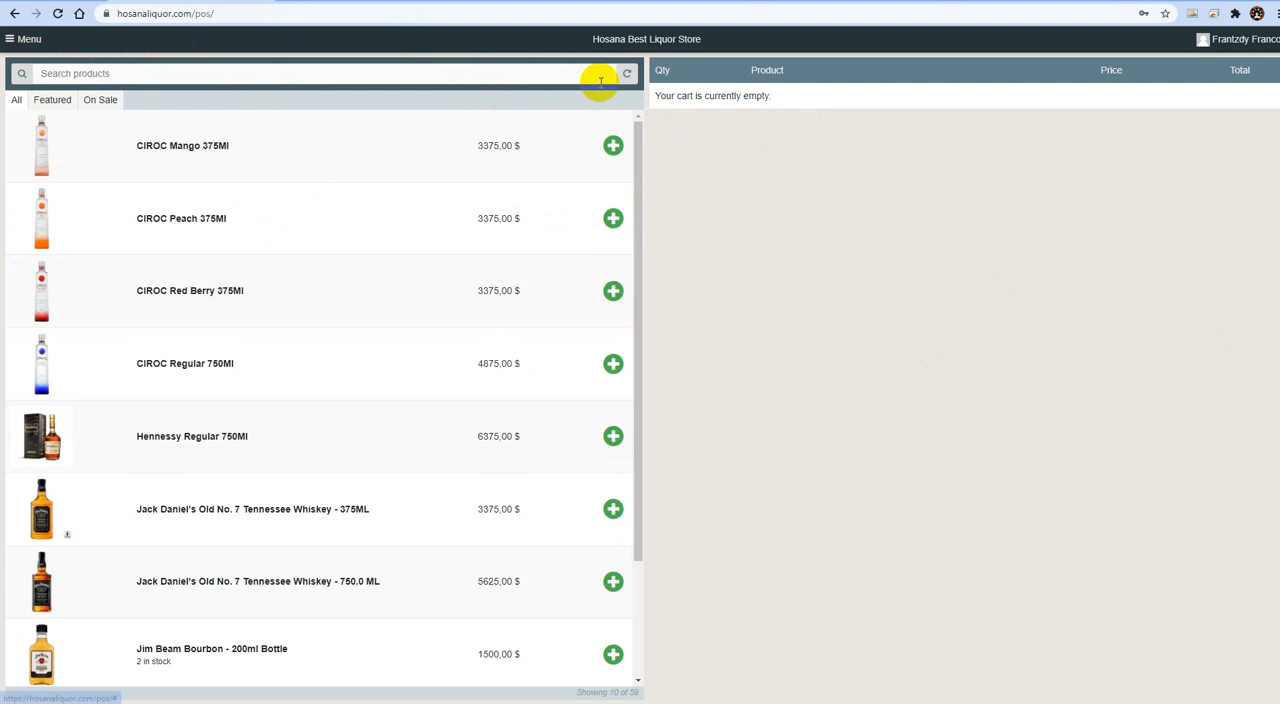 hosanaliquor.com/pos/
Menu
Hosana Best Liquor Store
Frantzdy Franco
Search products
Qty Product Price Total
All Featured On Sale
Your cart is currently empty.
CIROC Mango 375Ml 3375,00 $
CIROC Peach 375Ml 3375,00 $
CIROC Red Berry 375Ml 3375,00 $
CIROC Regular 750Ml 4875,00 $
Hennessy Regular 750Ml 6375,00 $
Jack Daniel's Old No. 7 Tennessee Whiskey - 375ML 3375,00 $
Jack Daniel's Old No. 7 Tennessee Whiskey - 750.0 ML 5625,00 $
Jim Beam Bourbon - 200ml Bottle 1500,00 $
2 in stock
Showing 10 of 59
https://hosanaliquor.com/pos/#